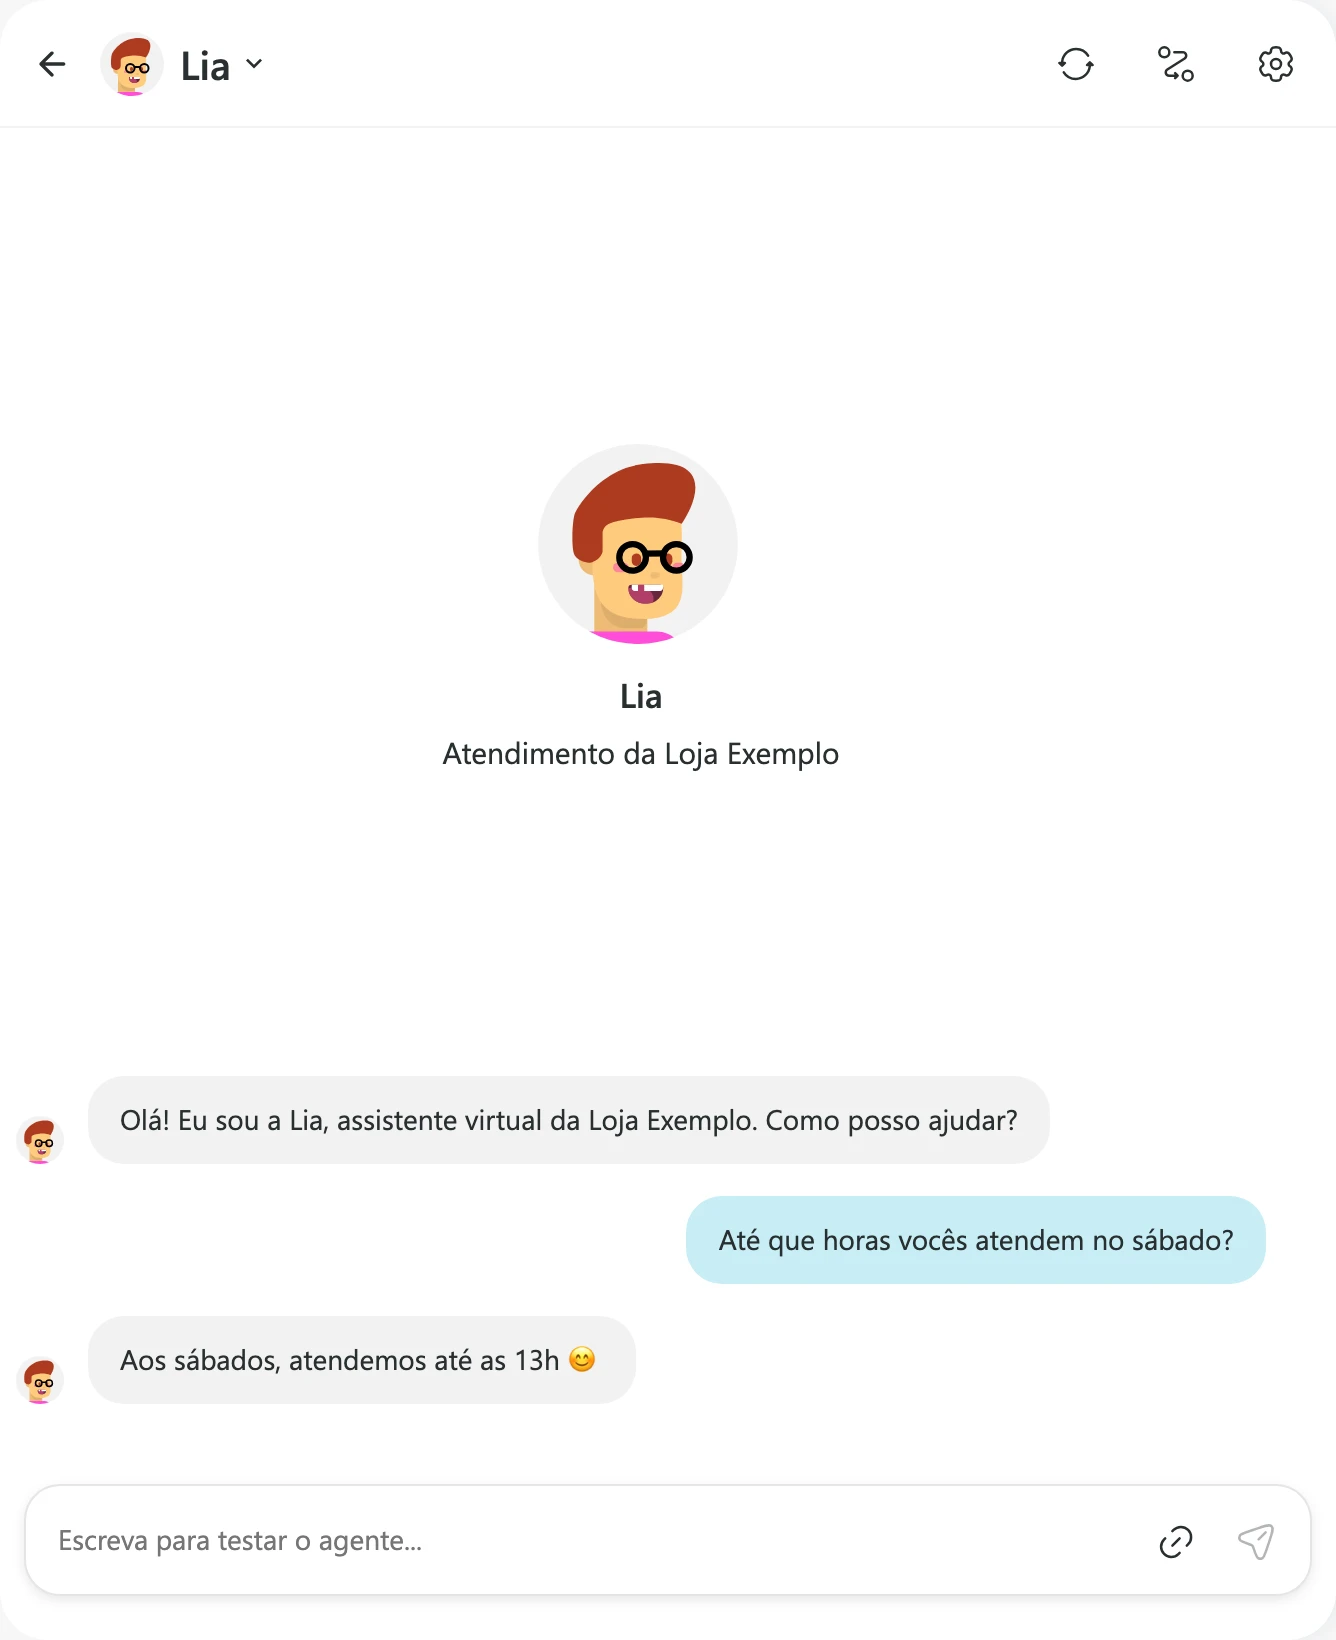 Lia
Lia
Atendimento da Loja Exemplo
Olá! Eu sou a Lia, assistente virtual da Loja Exemplo. Como posso ajudar?
Até que horas vocês atendem no sábado?
Aos sábados, atendemos até as 13h 😊
Escreva para testar o agente...